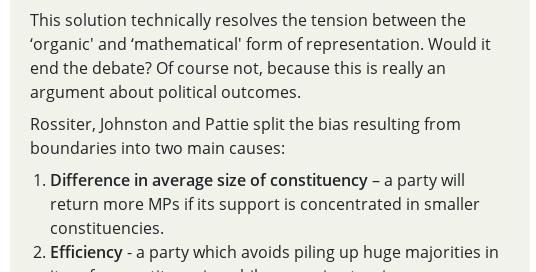 This solution technically resolves the tension between the
‘organic' and ‘mathematical' form of representation. Would it
end the debate? Of course not, because this is really an
argument about political outcomes.
Rossiter, Johnston and Pattie split the bias resulting from
boundaries into two main causes:
1. Difference in average size of constituency – a party will
return more MPs if its support is concentrated in smaller
constituencies.
2. Efficiency - a party which avoids piling up huge majorities in